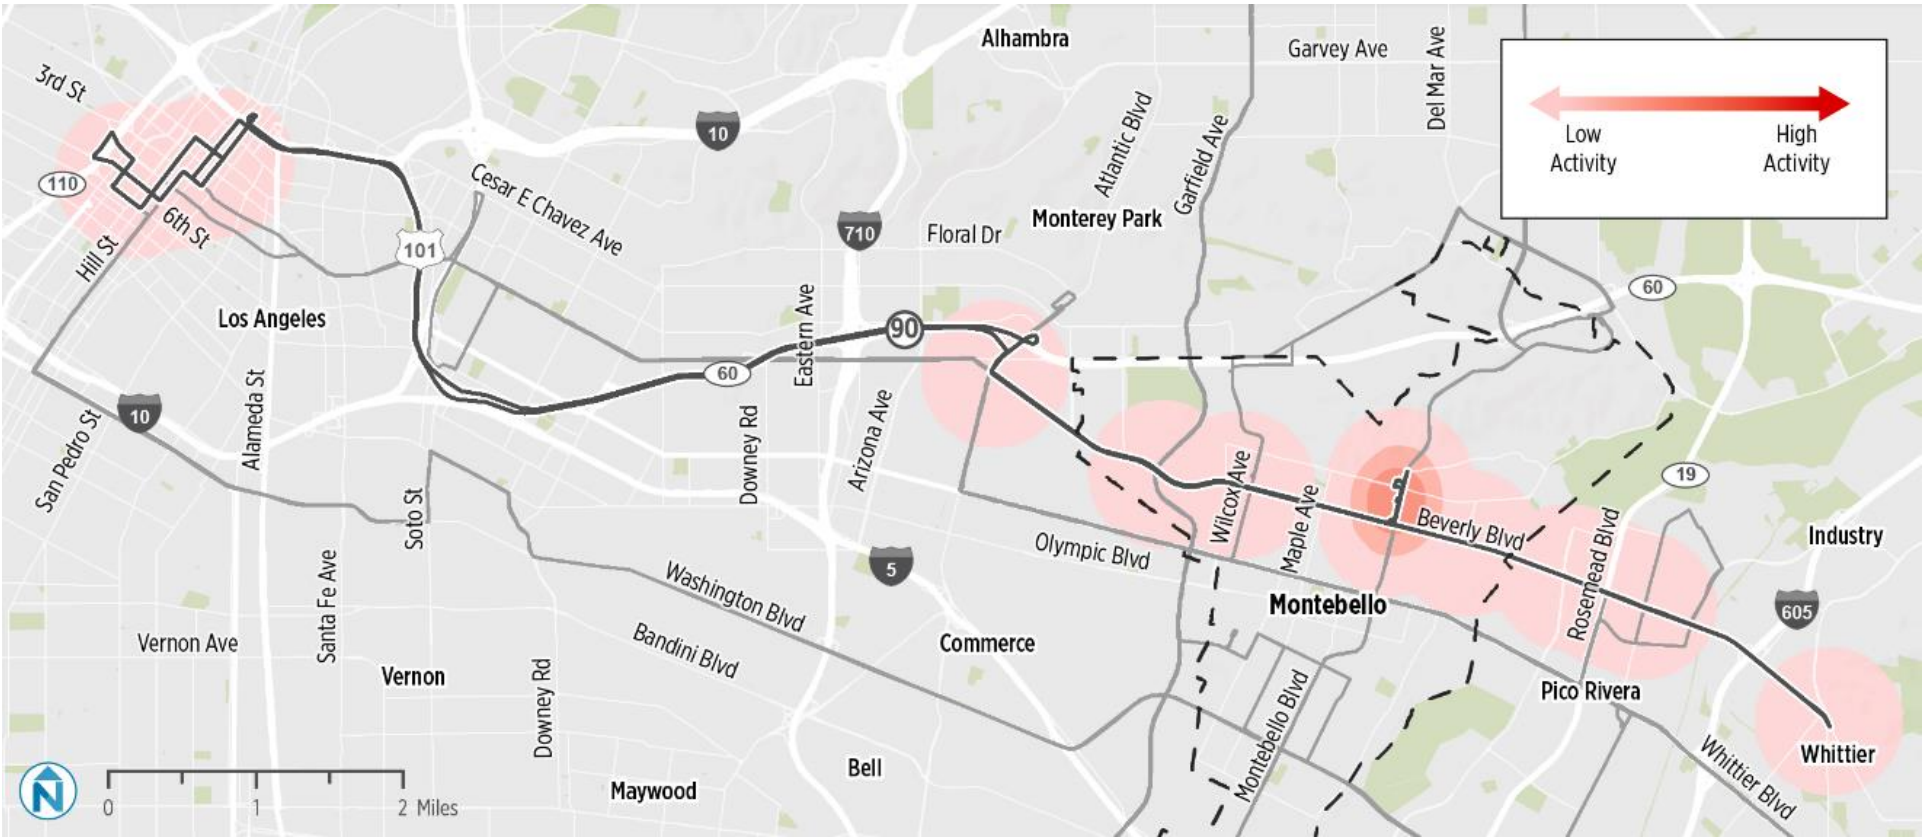 Alhambra
Garvey Ave
Del Mar Ave
3rd St
Low
Activity
High
Activity
10
Atlantic Blvd
Garfield Ave
110
Cesar E Chavez Ave
6th St
Hill St
101
710
Floral Dr
Monterey Park
60
Los Angeles
Eastern Ave
90
60
10
Alameda St
San Pedro St
Soto St
Downey Rd
Arizona Ave
Wilcox Ave
Maple Ave
Beverly Blvd
19
Rosemead Blvd
Industry
Olympic Blvd
5
Washington Blvd
Montebello
605
Santa Fe Ave
Vernon Ave
Bandini Blvd
Commerce
Vernon
Downey Rd
Pico Rivera
Montebello Blvd
Whittier Blvd
Whittier
Bell
Maywood
N
0 1 2 Miles